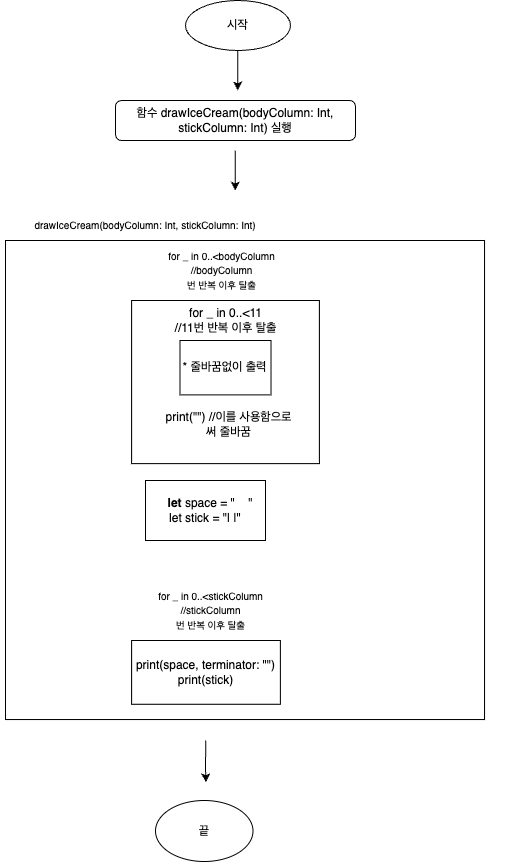 시작
함수 drawIceCream(bodyColumn: Int,
stickColumn: Int) 실행
drawIceCream(bodyColumn: Int, stickColumn: Int)
for _ in 0..<bodyColumn
//bodyColumn
번 반복 이후 탈출
for _ in 0..<11
//11번 반복 이후 탈출
* 줄바꿈없이 출력
print("") //이를 사용함으로
써 줄바꿈
let space = "    "
let stick = "| |"
for _ in 0..<stickColumn
//stickColumn
번 반복 이후 탈출
print(space, terminator: "")
print(stick)
끝